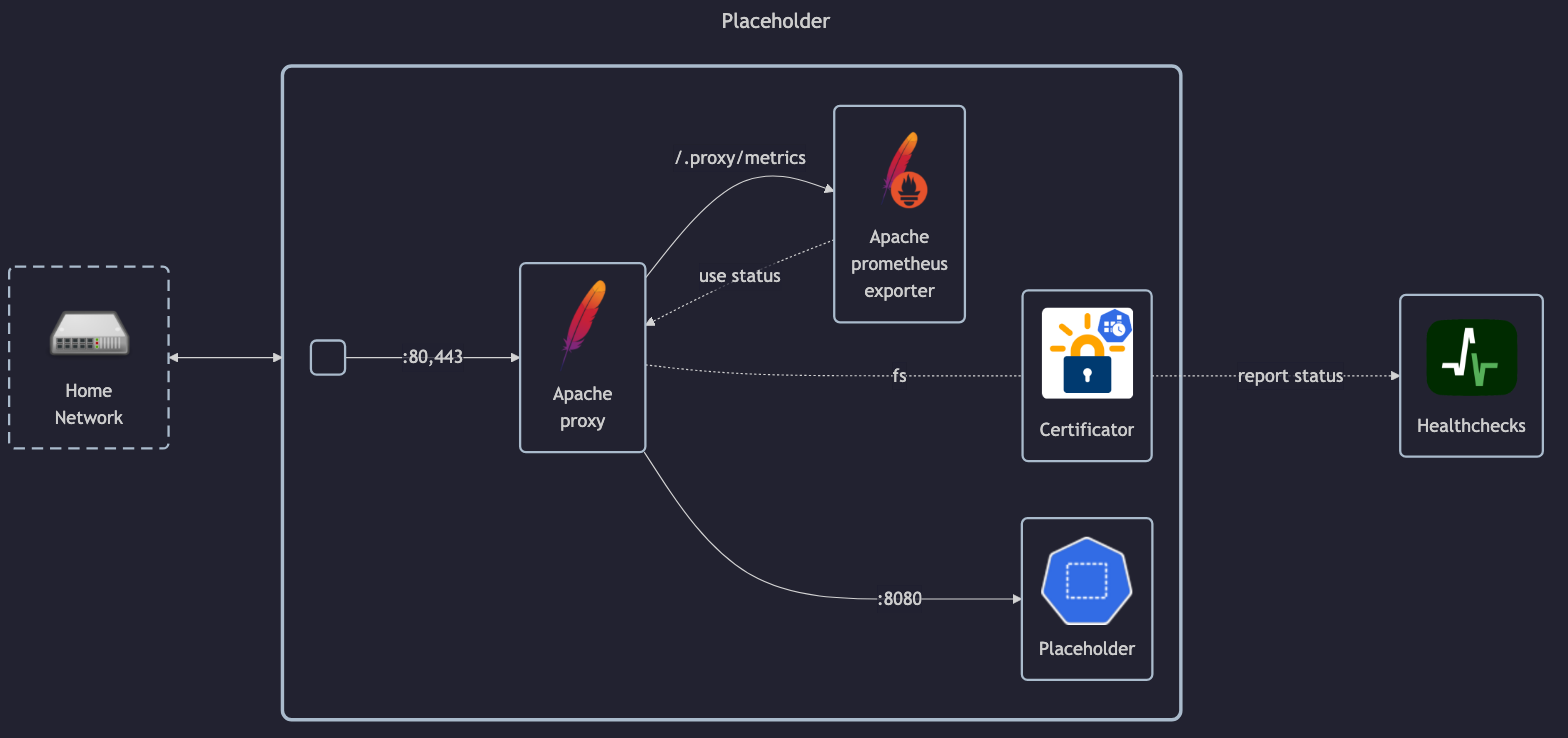 Placeholder
/.proxy/metrics
Apache
prometheus
exporter
use status
Home
Network
:80,443
Apache
proxy
fs
Certificator
report status
Healthchecks
:8080
Placeholder